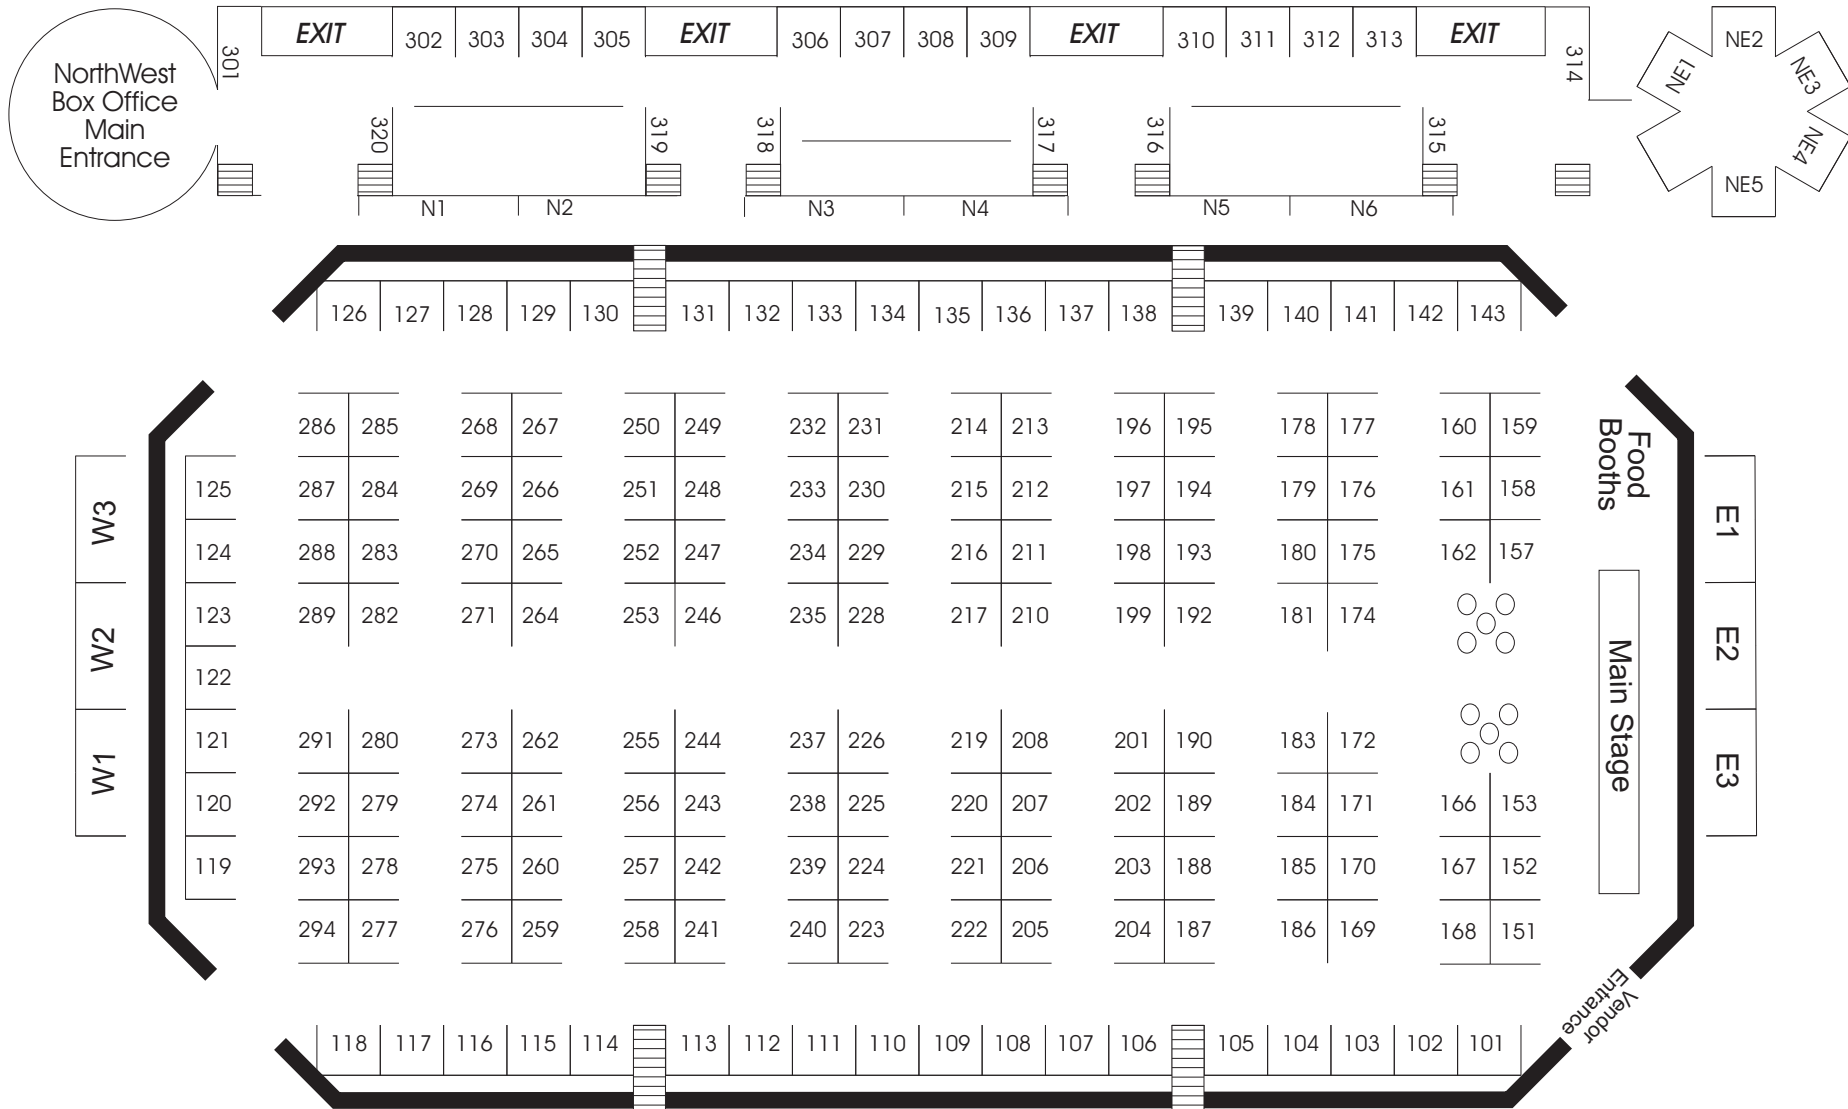 NorthWest
Box Office
Main
Entrance
301
EXIT
302 303 304 305
EXIT
306 307 308 309
EXIT
310 311 312 313
EXIT
314
NE1
NE2
NE3
NE4
NE5
320
319
318
317
316
315
N1 N2 N3 N4 N5 N6
126 127 128 129 130 131 132 133 134 135 136 137 138 139 140 141 142 143
286 285 268 267 250 249 232 231 214 213 196 195 178 177 160 159
287 284 269 266 251 248 233 230 215 212 197 194 179 176 161 158
288 283 270 265 252 247 234 229 216 211 198 193 180 175 162 157
289 282 271 264 253 246 235 228 217 210 199 192 181 174
291 280 273 262 255 244 237 226 219 208 201 190 183 172
292 279 274 261 256 243 238 225 220 207 202 189 184 171 166 153
293 278 275 260 257 242 239 224 221 206 203 188 185 170 167 152
294 277 276 259 258 241 240 223 222 205 204 187 186 169 168 151
125
124
123
122
121
120
119
W3
W2
W1
Food
Booths
Main Stage
E1
E2
E3
Vendor
Entrance
118 117 116 115 114 113 112 111 110 109 108 107 106 105 104 103 102 101